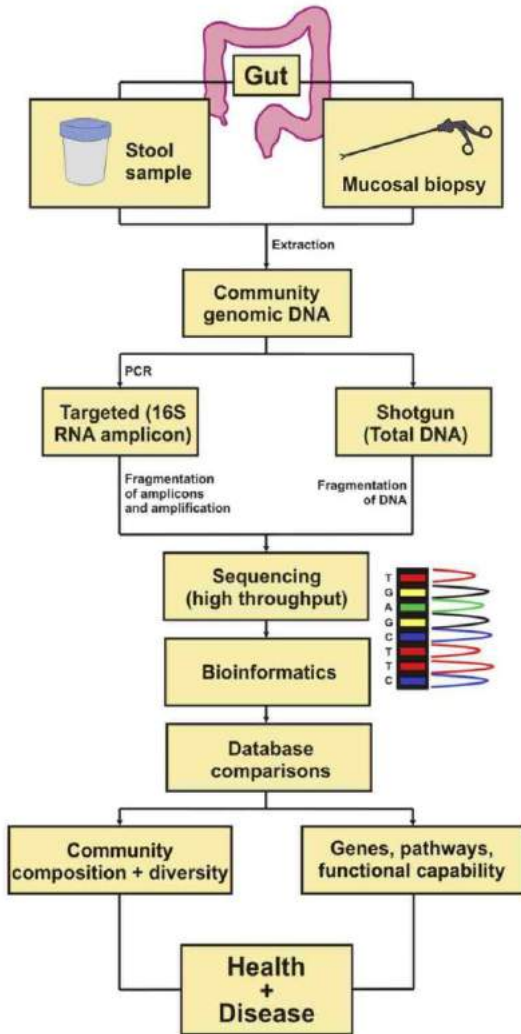 Gut
Stool
sample
Mucosal biopsy
Extraction
Community
genomic DNA
PCR
Targeted (16S
RNA amplicon)
Shotgun
(Total DNA)
Fragmentation
of amplicons
and amplification
Fragmentation
of DNA
Sequencing
(high throughput)
T
G
A
G
C
T
T
C
Bioinformatics
Database
comparisons
Community
composition + diversity
Genes, pathways,
functional capability
Health
+
Disease